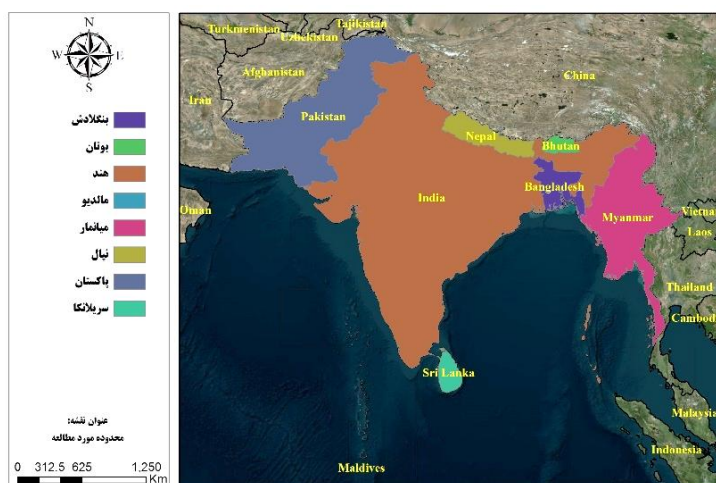 N
W E
S
بنگلادش
بوتان
هند
مالدیو
میانمار
نپال
پاکستان
سریلانکا
عنوان نقشه:
محدوده مورد مطالعه
0 312.5 625 1,250
Km
Turkmenistan
Uzbekistan
Tajikistan
Afghanistan
China
Iran
Pakistan
Nepal
Bhutan
Bangladesh
India
Myanmar
Oman
Vietnam
Laos
Thailand
Cambod
Sri Lanka
Malaysia
Indonesia
Maldives